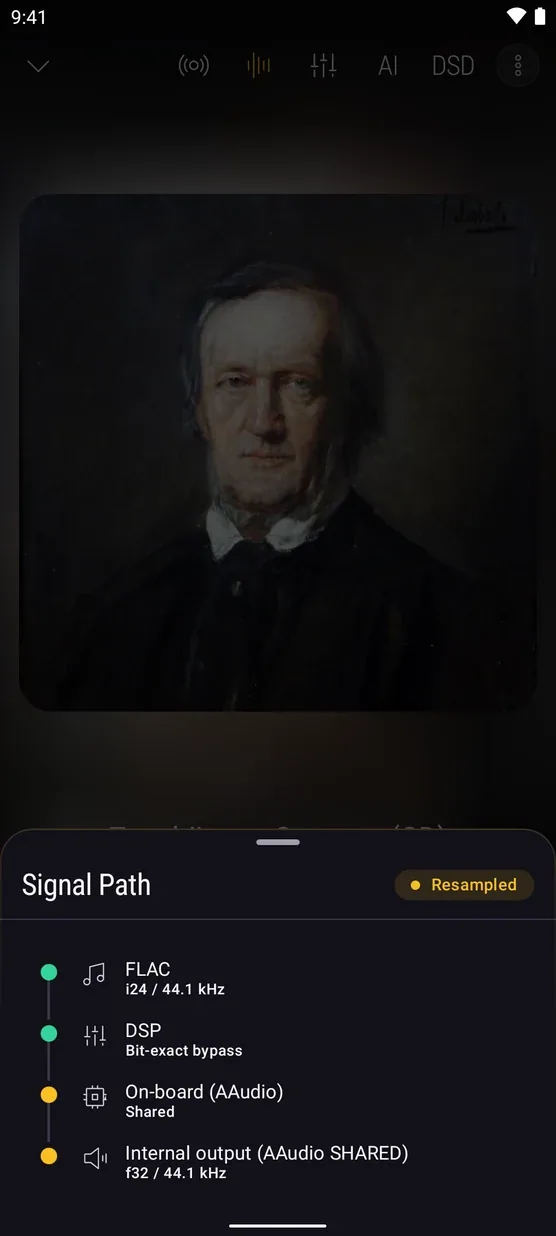 9:41
AI
DSD
Signal Path
Resampled
FLAC
i24 / 44.1 kHz
DSP
Bit-exact bypass
On-board (AAudio)
Shared
Internal output (AAudio SHARED)
f32 / 44.1 kHz